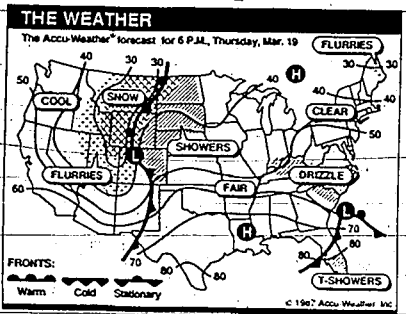 THE WEATHER
The Accu-Weather® forecast for 6 P.M., Thursday, Mar. 19
FLURRIES
30 30 30
40 40
COOL SNOW H 40
40
50 CLEAR 50
SHOWERS
L
FLURRIES FAIR DRIZZLE
60
L
H 70
80
70 80 80
80
FRONTS:
Warm Cold Stationary
T-SHOWERS
© 1987 Accu-Weather, Inc.